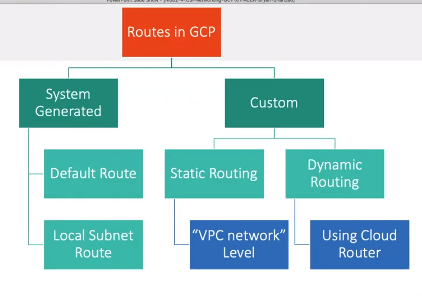 Routes in GCP
System
Generated
Custom
Default Route
Static Routing
Dynamic
Routing
Local Subnet
Route
“VPC network”
Level
Using Cloud
Router